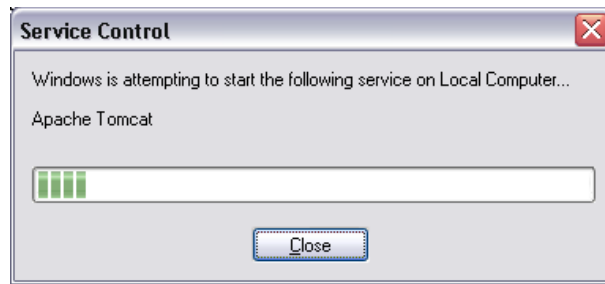 Service Control
Windows is attempting to start the following service on Local Computer...
Apache Tomcat
Close